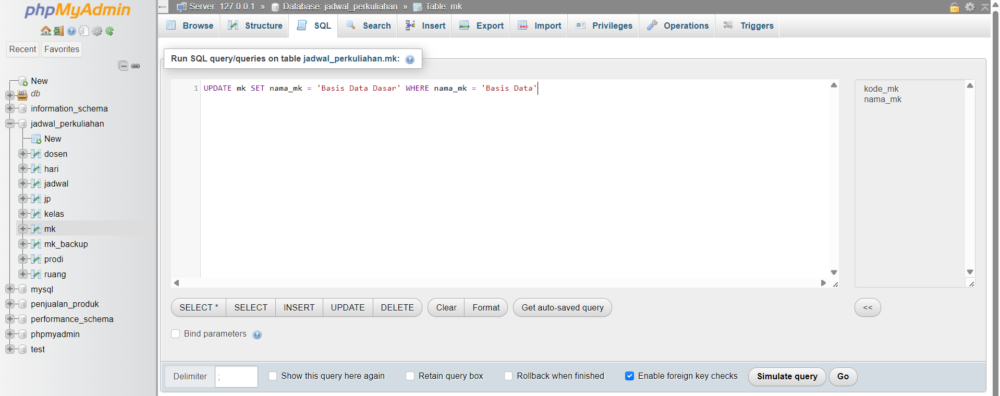 phpMyAdmin
Recent Favorites
New
db
information_schema
jadwal_perkuliahan
New
dosen
hari
jadwal
jp
kelas
mk
mk_backup
prodi
ruang
mysql
penjualan_produk
performance_schema
phpmyadmin
test
Server: 127.0.0.1 » Database: jadwal_perkuliahan » Table: mk
Browse Structure SQL Search Insert Export Import Privileges Operations Triggers
Run SQL query/queries on table jadwal_perkuliahan.mk:
1 UPDATE mk SET nama_mk = 'Basis Data Dasar' WHERE nama_mk = 'Basis Data'
kode_mk
nama_mk
SELECT * SELECT INSERT UPDATE DELETE Clear Format Get auto-saved query <<
Bind parameters
Delimiter ; Show this query here again Retain query box Rollback when finished Enable foreign key checks Simulate query Go